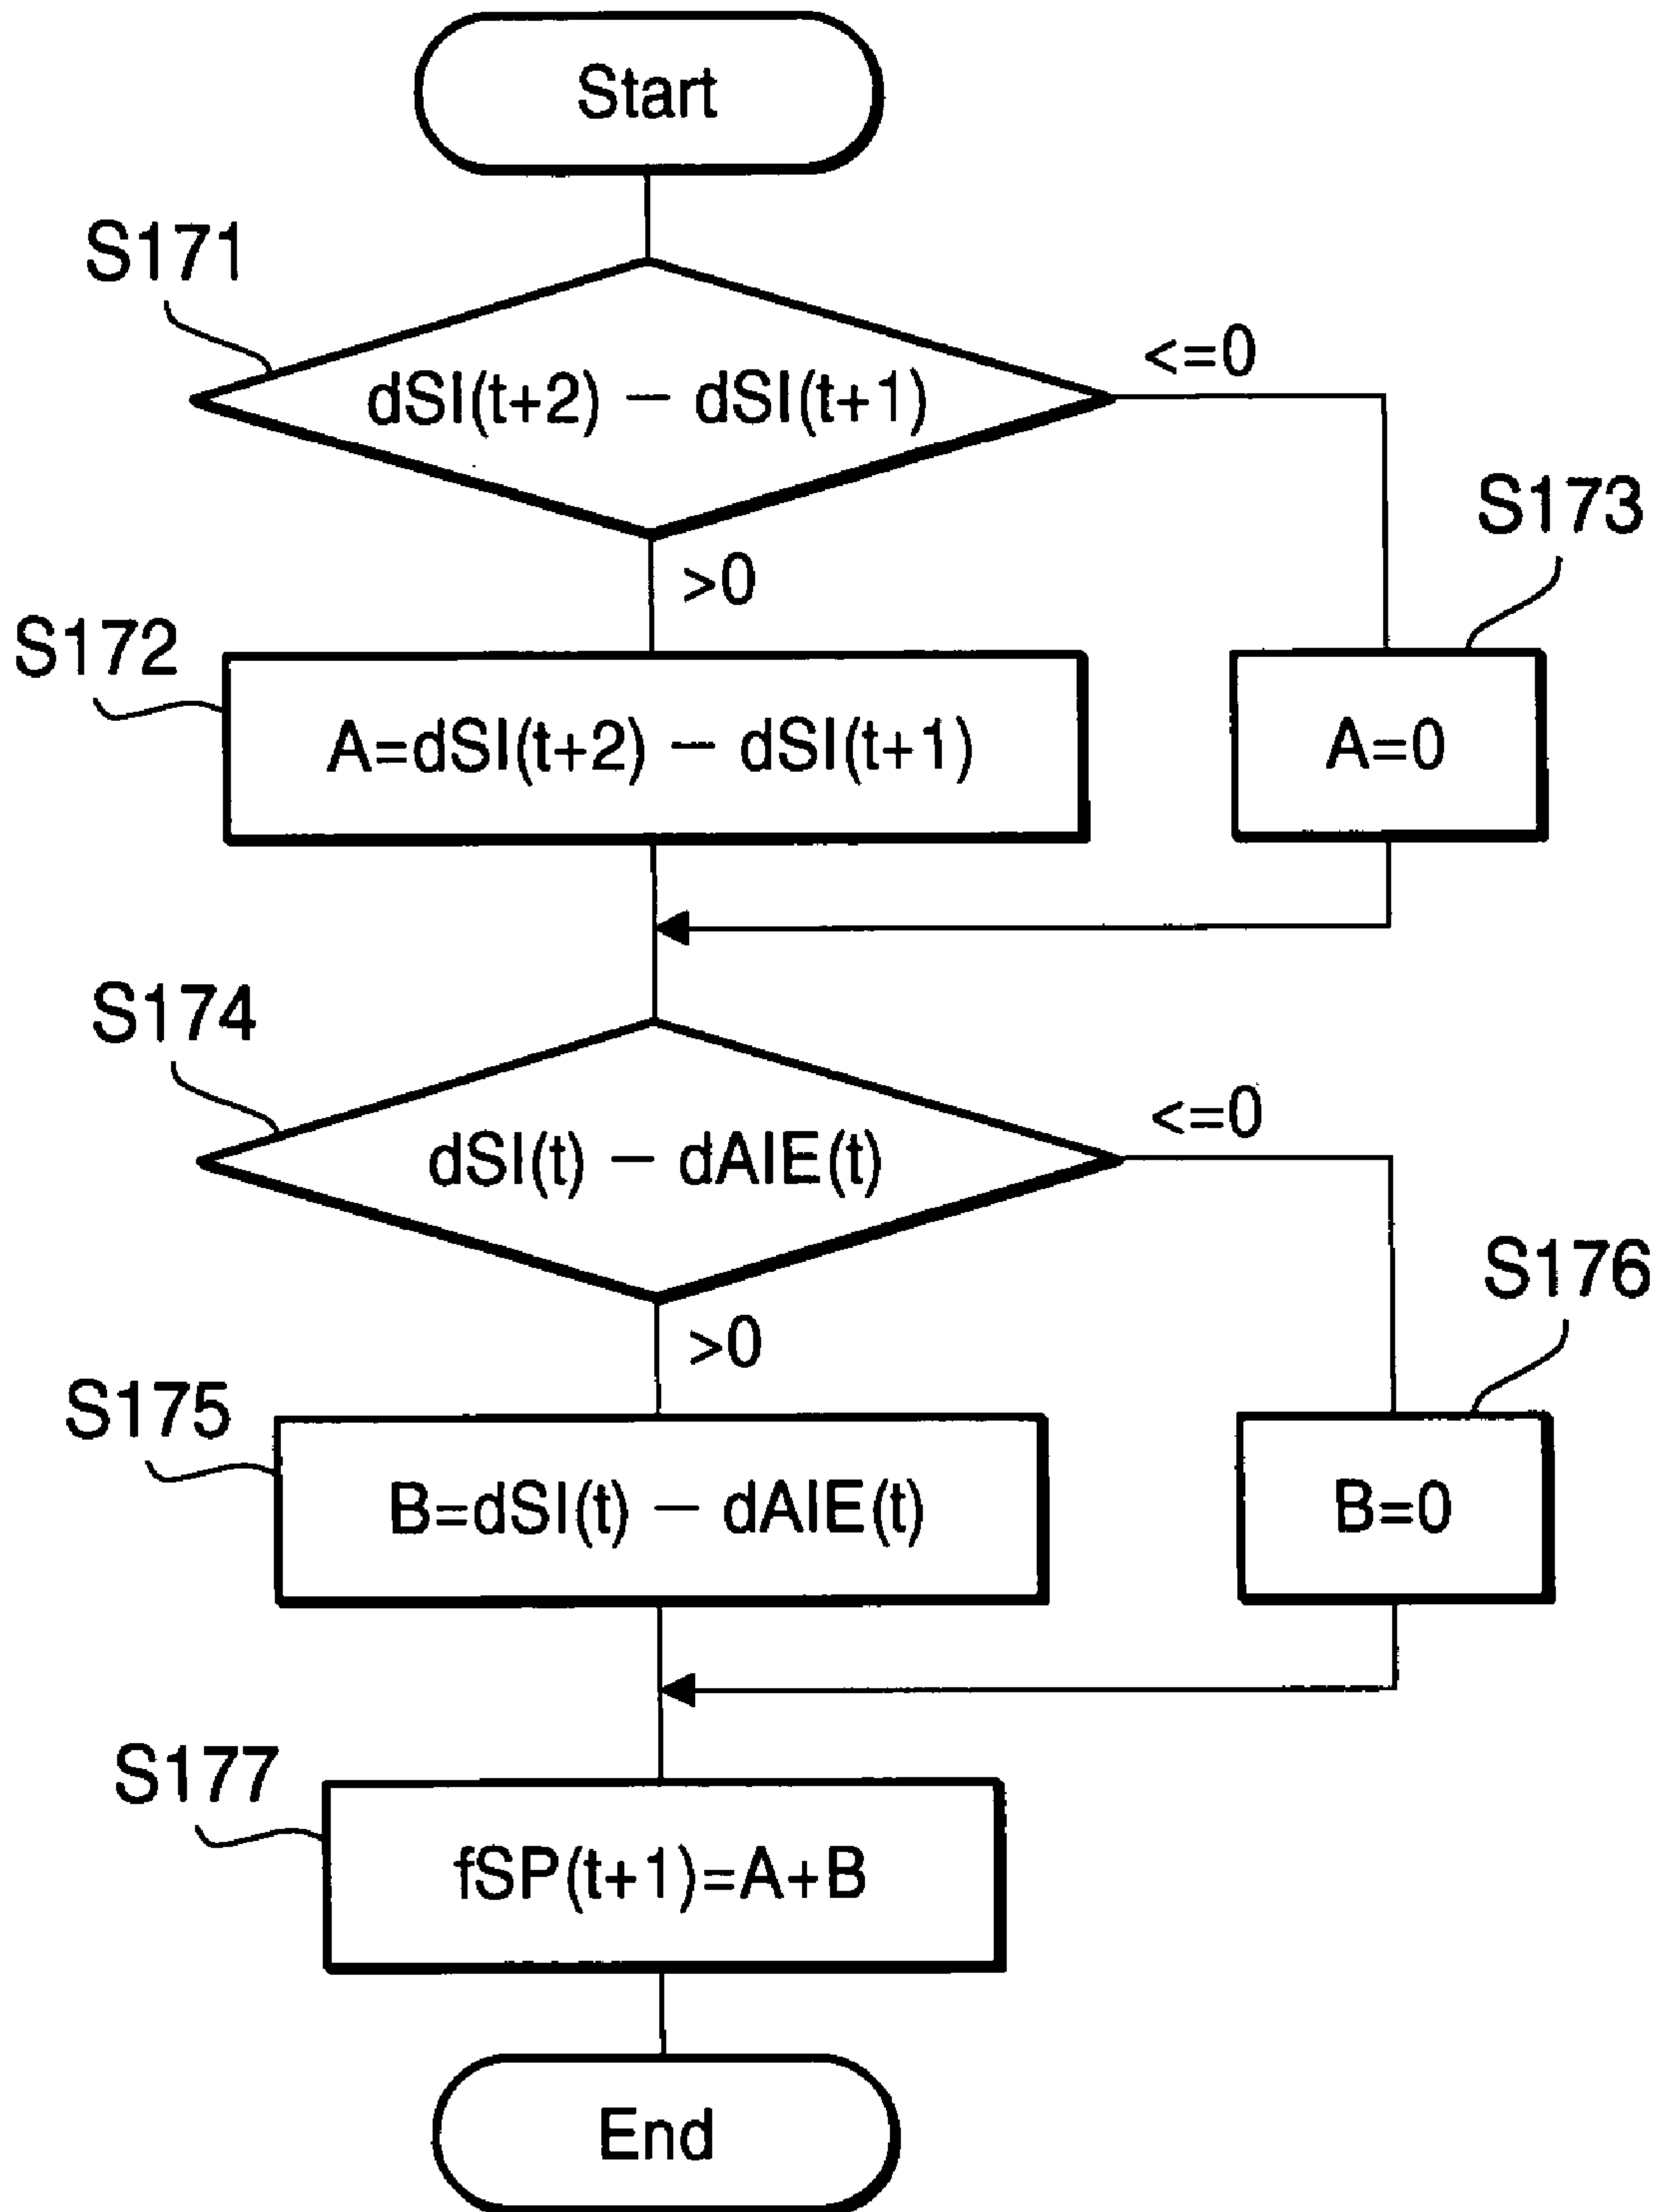 Start
S171
dSI(t+2) − dSI(t+1)
<=0
>0
S173
S172
A=dSI(t+2) − dSI(t+1)
A=0
S174
dSI(t) − dAIE(t)
<=0
>0
S176
S175
B=dSI(t) − dAIE(t)
B=0
S177
fSP(t+1)=A+B
End